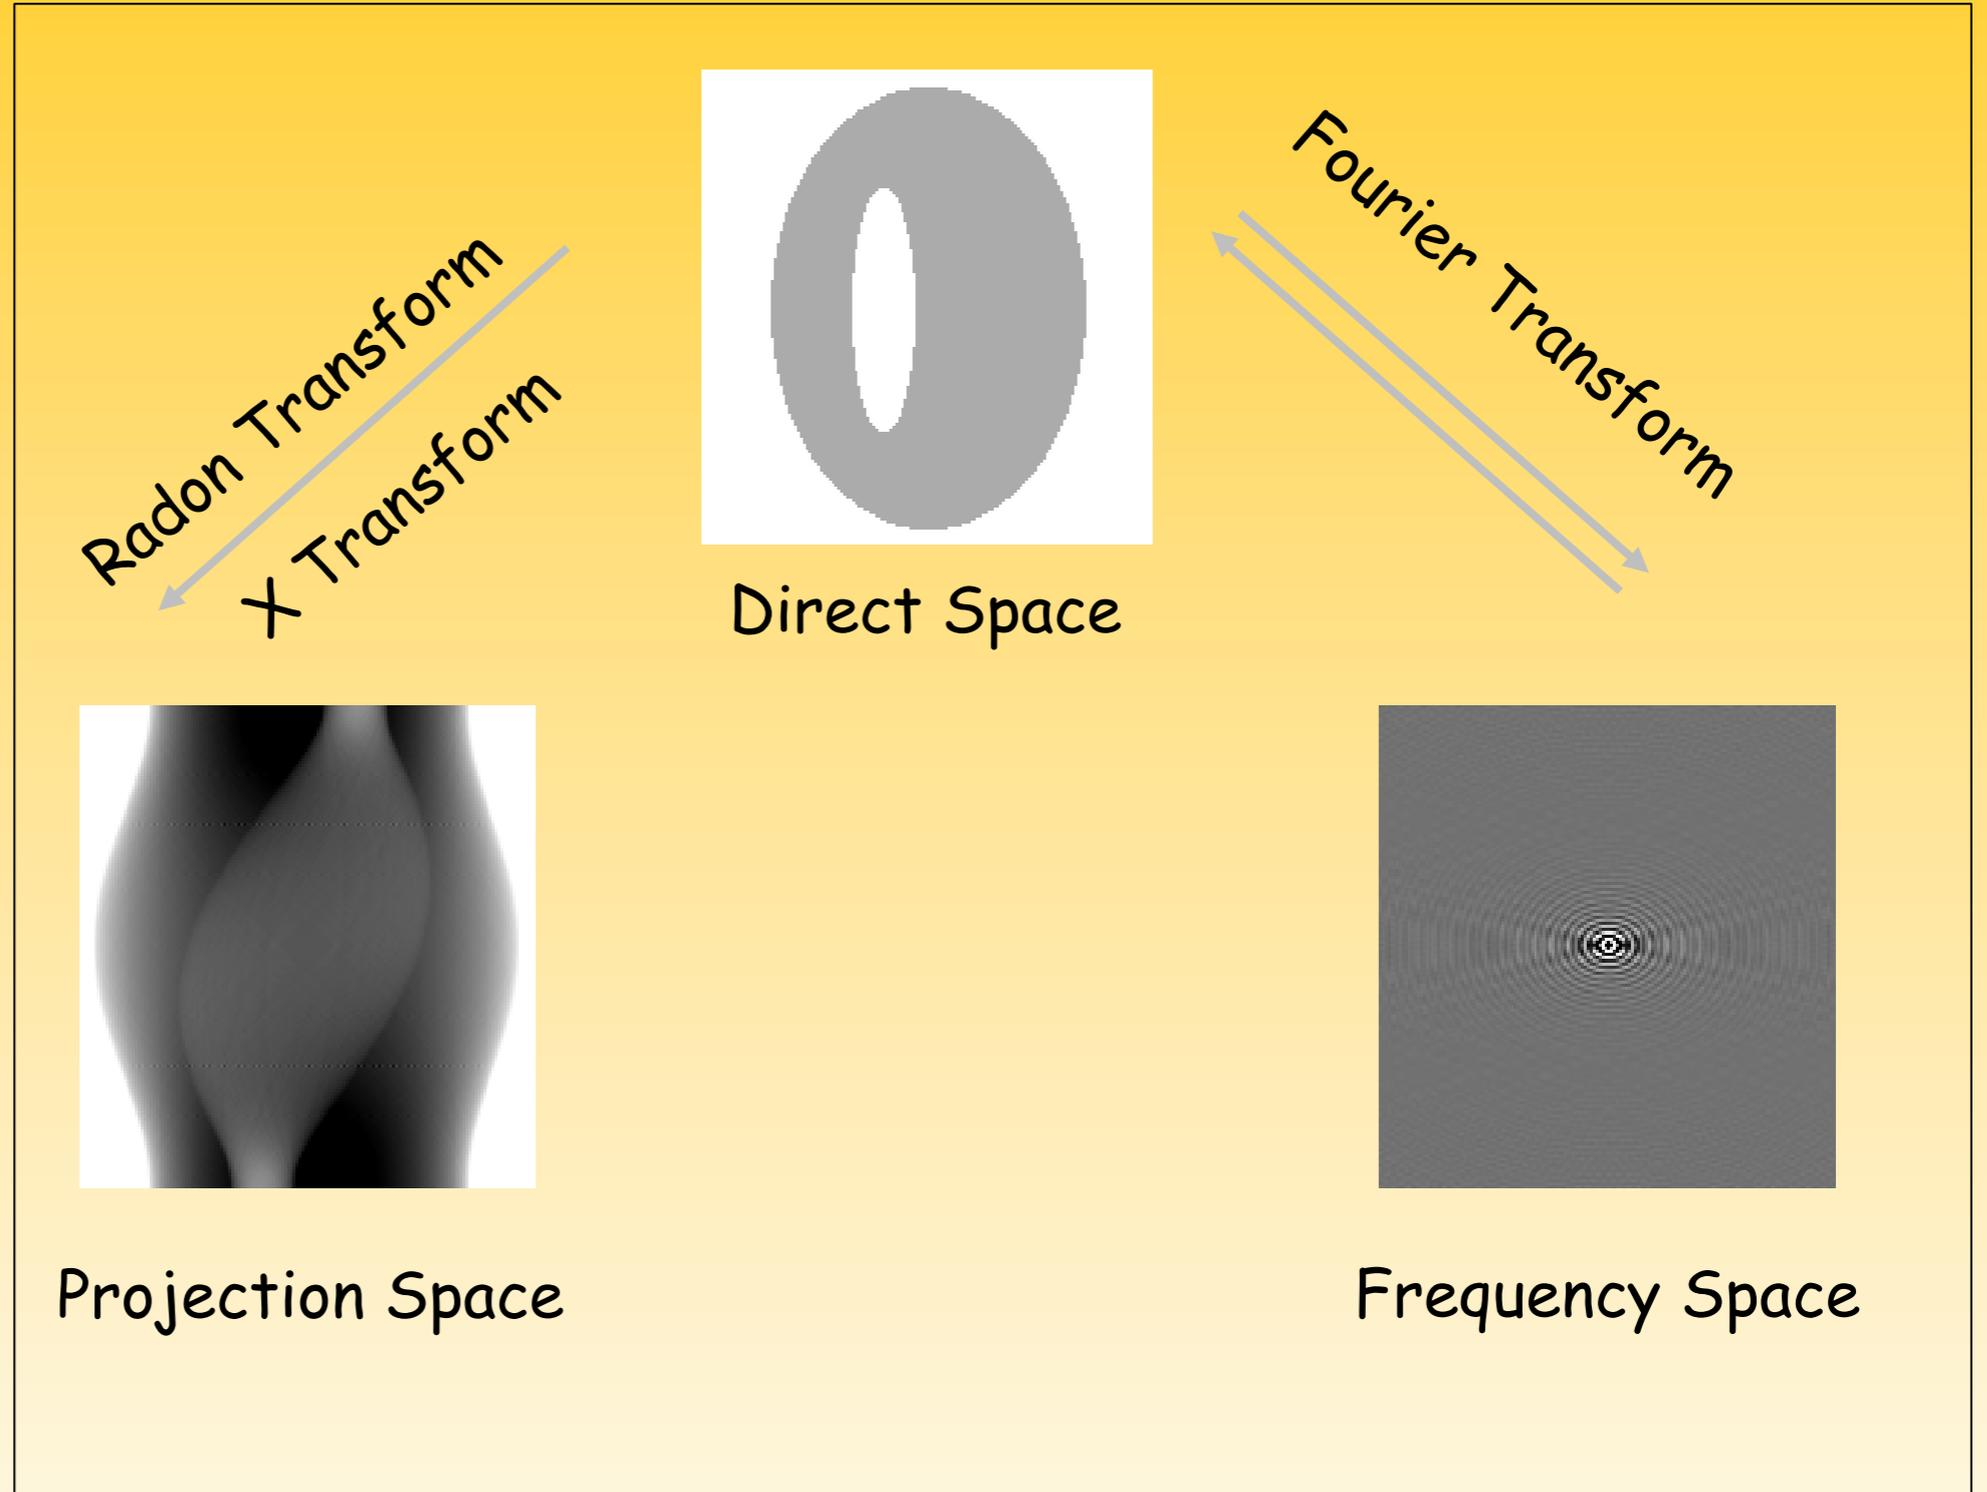 Fourier Transform
Radon Transform
X Transform
Direct Space
Projection Space
Frequency Space